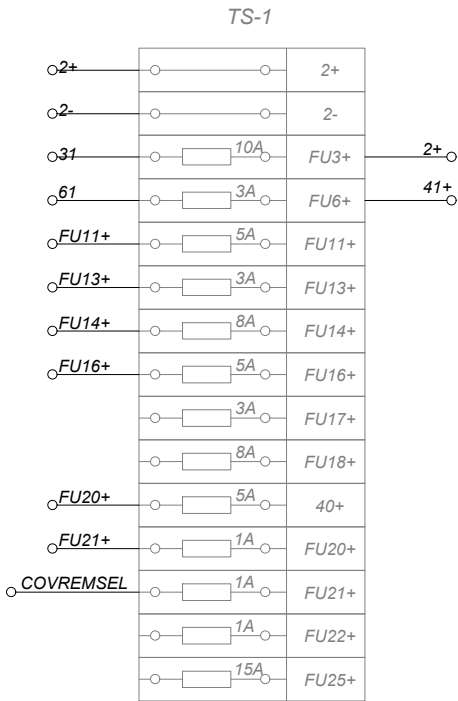 TS-1
2+ 2+
2- 2-
31 10A FU3+ 2+
61 3A FU6+ 41+
FU11+ 5A FU11+
FU13+ 3A FU13+
FU14+ 8A FU14+
FU16+ 5A FU16+
3A FU17+
8A FU18+
FU20+ 5A 40+
FU21+ 1A FU20+
COVREMSEL 1A FU21+
1A FU22+
15A FU25+